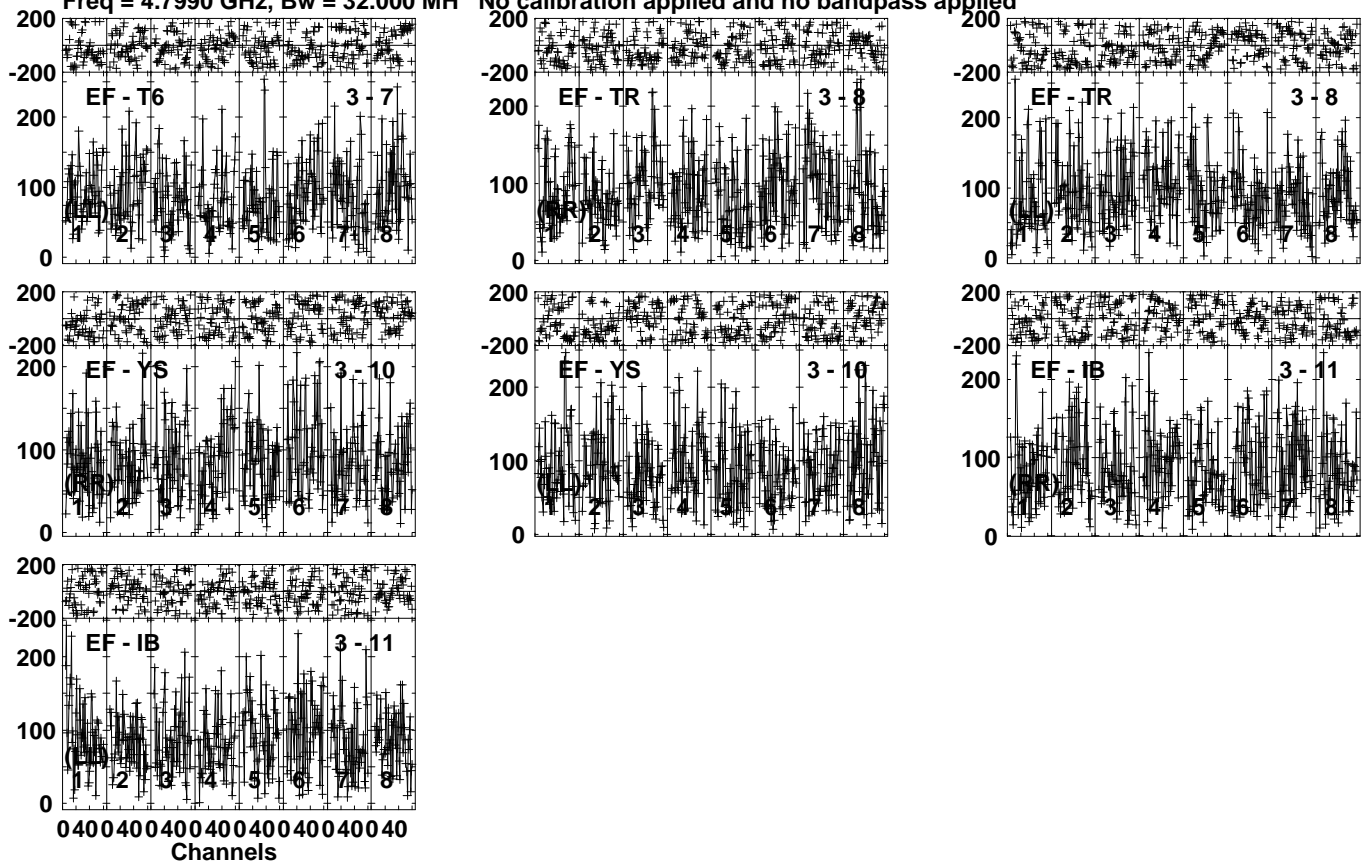 Freq = 4.7990 GHz, Bw = 32.000 MH No calibration applied and no bandpass applied
200
-200
200
100
0
EF - T6 3 - 7
(LL)
1 2 3 4 5 6 7 8
200
-200
200
100
0
EF - TR 3 - 8
(RR)
1 2 3 4 5 6 7 8
200
-200
200
100
0
EF - TR 3 - 8
(LL)
1 2 3 4 5 6 7 8
200
-200
200
100
0
EF - YS 3 - 10
(RR)
1 2 3 4 5 6 7 8
200
-200
200
100
0
EF - YS 3 - 10
(LL)
1 2 3 4 5 6 7 8
200
-200
200
100
0
EF - IB 3 - 11
(RR)
1 2 3 4 5 6 7 8
200
-200
200
100
0
EF - IB 3 - 11
(LL)
1 2 3 4 5 6 7 8
0 40 0 40 0 40 0 40 0 40 0 40 0 40 0 40
Channels